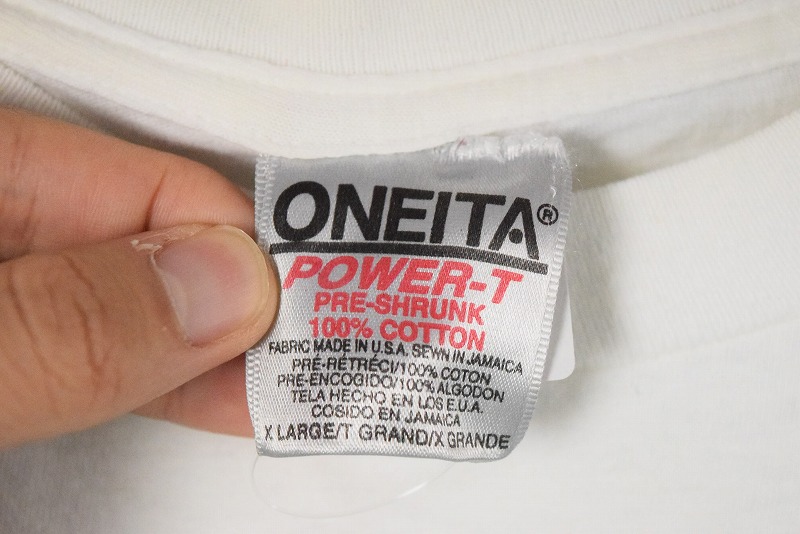 ONEITA®
POWER-T
PRE-SHRUNK
100% COTTON
FABRIC MADE IN U.S.A. SEWN IN JAMAICA
PRÉ-RÉTRÉCI/100% COTON
PRE-ENCOGIDO/100% ALGODON
TELA HECHO EN LOS E.U.A.
COSIDO EN JAMAICA
X LARGE/T GRAND/X GRANDE